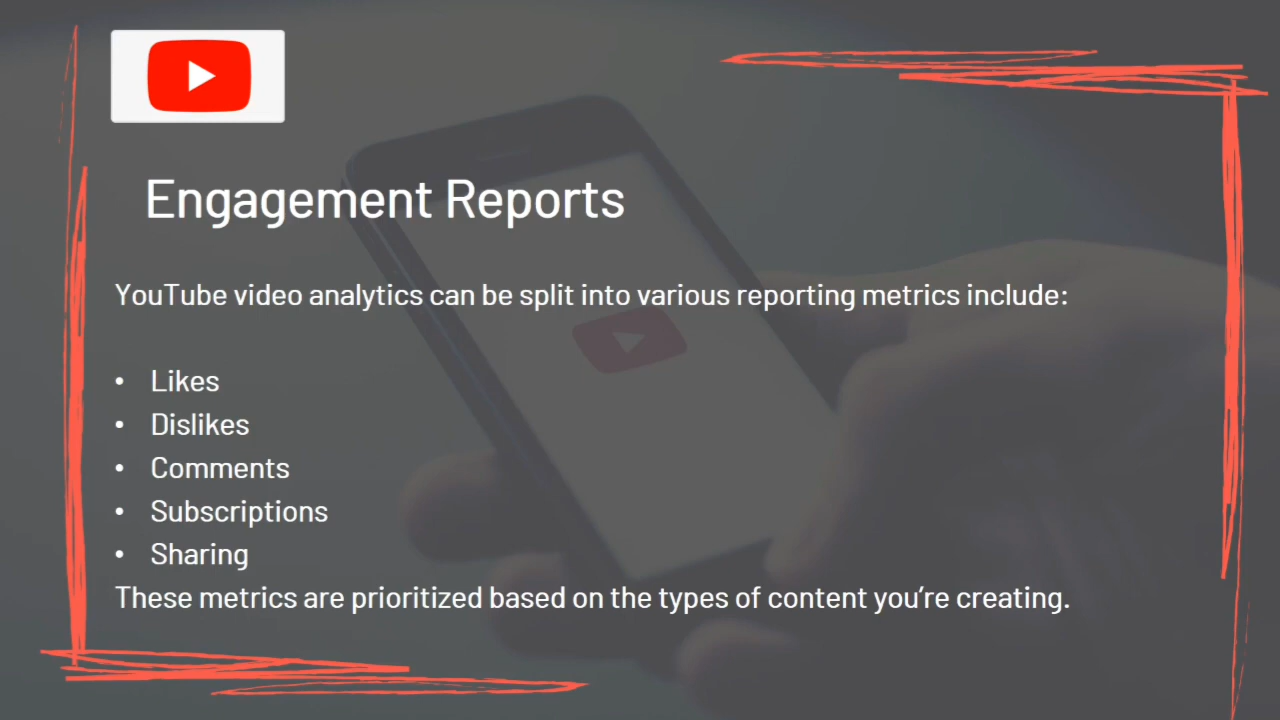 Engagement Reports
YouTube video analytics can be split into various reporting metrics include:
• Likes
• Dislikes
• Comments
• Subscriptions
• Sharing
These metrics are prioritized based on the types of content you’re creating.